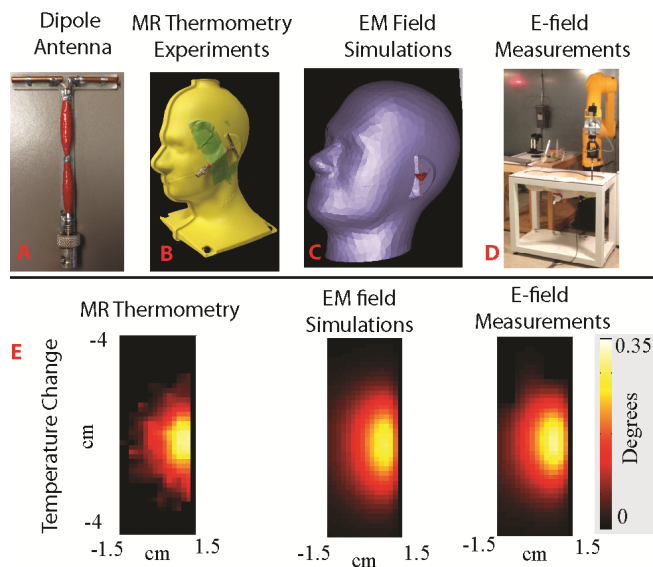 Dipole
Antenna
MR Thermometry
Experiments
EM Field
Simulations
E-field
Measurements
A
B
C
D
E
MR Thermometry
EM field
Simulations
E-field
Measurements
Temperature Change
-4
cm
-4
-1.5
cm
1.5
-1.5
cm
1.5
-1.5
cm
1.5
0.35
Degrees
0